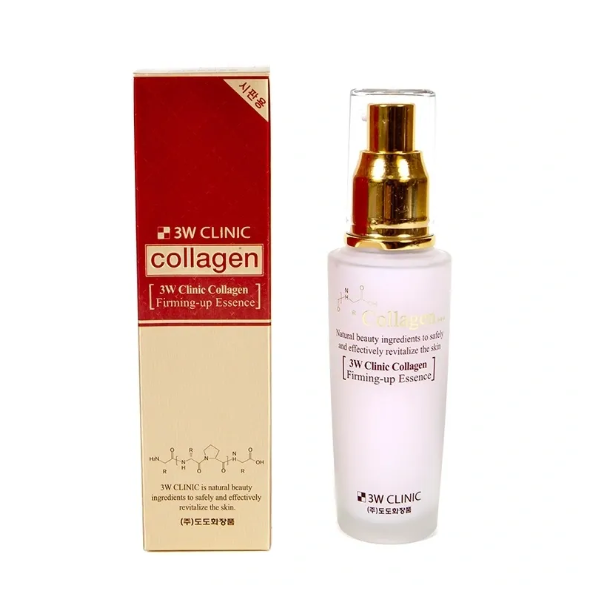 시판용
3W CLINIC
collagen
3W Clinic Collagen
Firming-up Essence
H₂N
O
N
H
R
O
N
O
N
H
O
OH
R
3W CLINIC is natural beauty
ingredients to safely and effectively
revitalize the skin.
(주)도도화장품
Collagen
Natural beauty ingredients to safely
and effectively revitalize the skin
3W Clinic Collagen
Firming-up Essence
3W CLINIC
(주)도도화장품